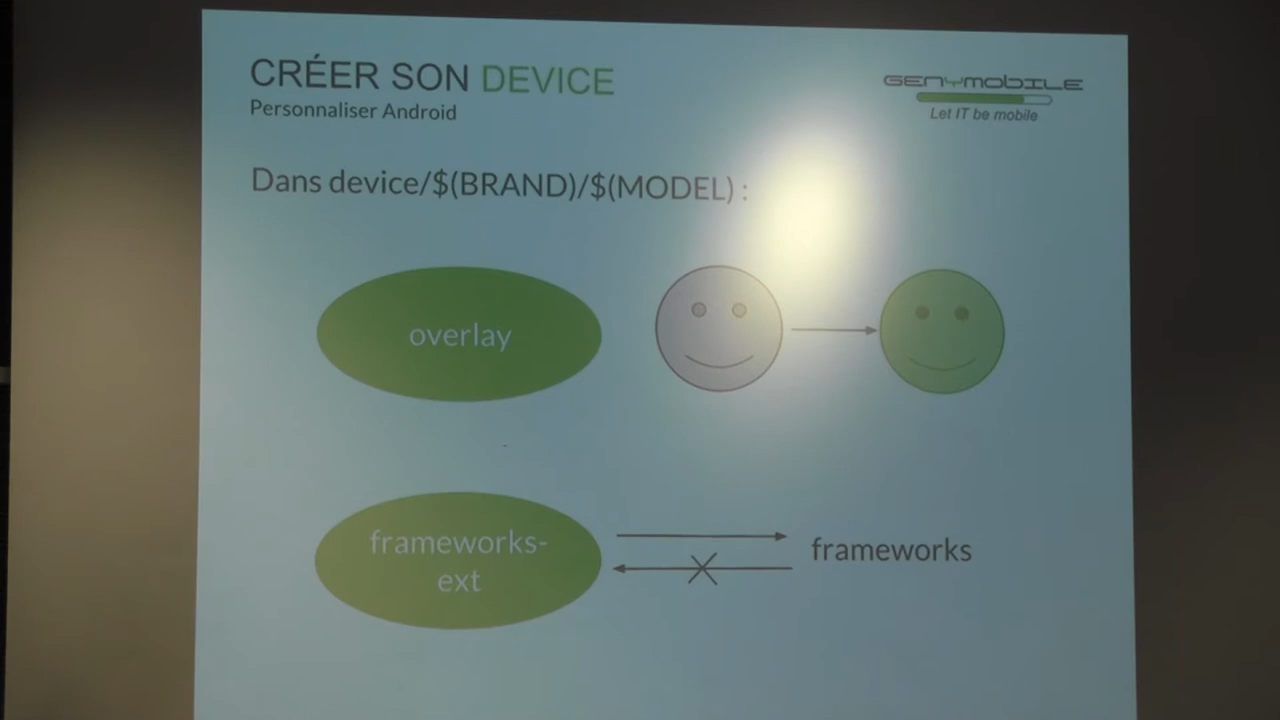 CRÉER SON DEVICE
Personnaliser Android
GENYMOBILE
Let IT be mobile
Dans device/$(BRAND)/$(MODEL) :
overlay
frameworks-
ext
frameworks